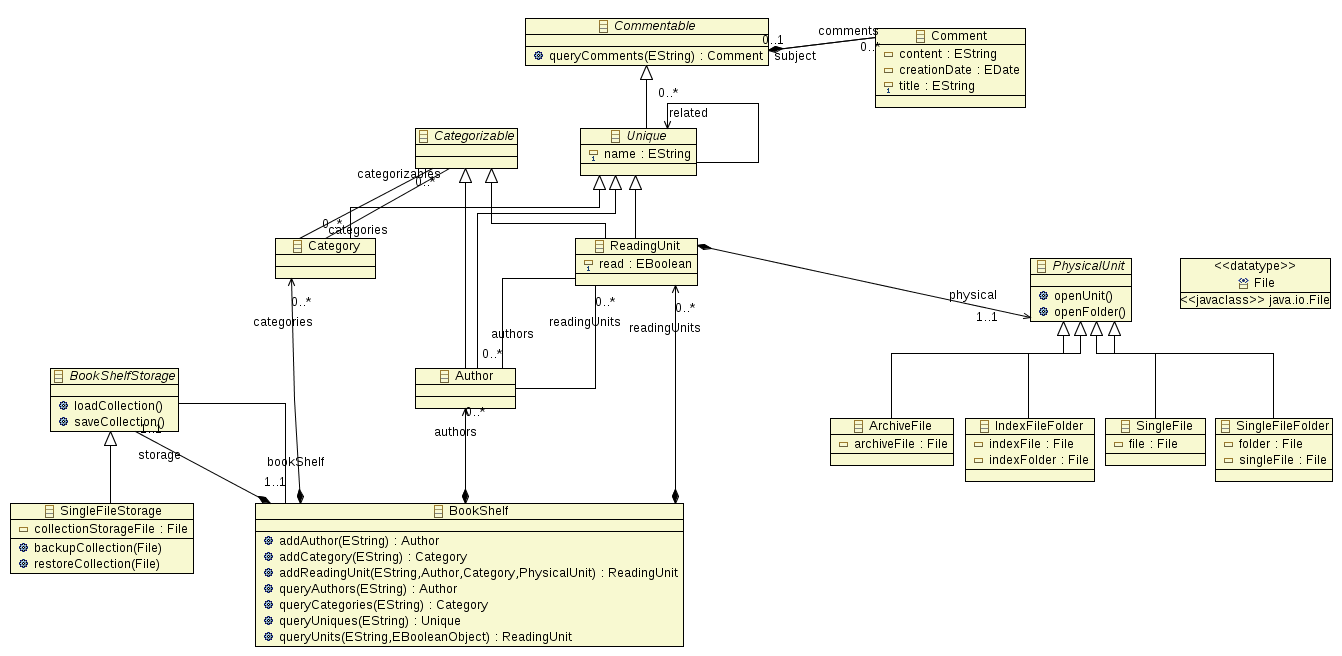 Commentable
queryComments(EString) : Comment
0..1
subject
comments
0..*
Comment
content : EString
creationDate : EDate
title : EString
0..*
related
Categorizable
Unique
name : EString
categorizables
0..*
0..*
categories
Category
ReadingUnit
read : EBoolean
PhysicalUnit
openUnit()
openFolder()
<<datatype>>
File
<<javaclass>> java.io.File
physical
1..1
0..*
categories
0..*
readingUnits
0..*
readingUnits
authors
0..*
BookShelfStorage
loadCollection()
saveCollection()
1..1
storage
Author
0..*
authors
bookShelf
1..1
ArchiveFile
archiveFile : File
IndexFileFolder
indexFile : File
indexFolder : File
SingleFile
file : File
SingleFileFolder
folder : File
singleFile : File
SingleFileStorage
collectionStorageFile : File
backupCollection(File)
restoreCollection(File)
BookShelf
addAuthor(EString) : Author
addCategory(EString) : Category
addReadingUnit(EString,Author,Category,PhysicalUnit) : ReadingUnit
queryAuthors(EString) : Author
queryCategories(EString) : Category
queryUniques(EString) : Unique
queryUnits(EString,EBooleanObject) : ReadingUnit